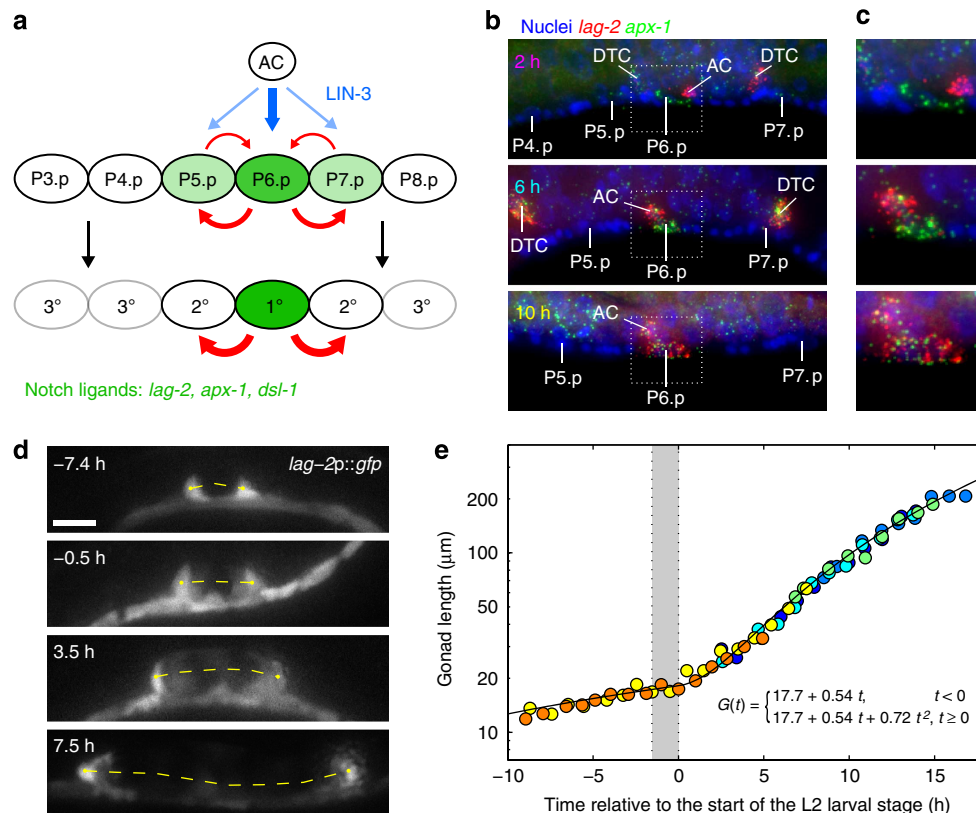 a
AC
LIN-3
P3.p P4.p P5.p P6.p P7.p P8.p
3° 3° 2° 1° 2° 3°
Notch ligands: lag-2, apx-1, dsl-1
b
Nuclei lag-2 apx-1
2 h
DTC
AC
DTC
P4.p
P5.p
P6.p
P7.p
6 h
AC
DTC
DTC
P5.p
P6.p
P7.p
10 h
AC
P5.p
P6.p
P7.p
c
d
−7.4 h
lag–2p::gfp
−0.5 h
3.5 h
7.5 h
e
Gonad length (μm)
200
100
50
20
10
G(t) = { 17.7 + 0.54 t, t < 0
17.7 + 0.54 t + 0.72 t², t ≥ 0
−10 −5 0 5 10 15
Time relative to the start of the L2 larval stage (h)